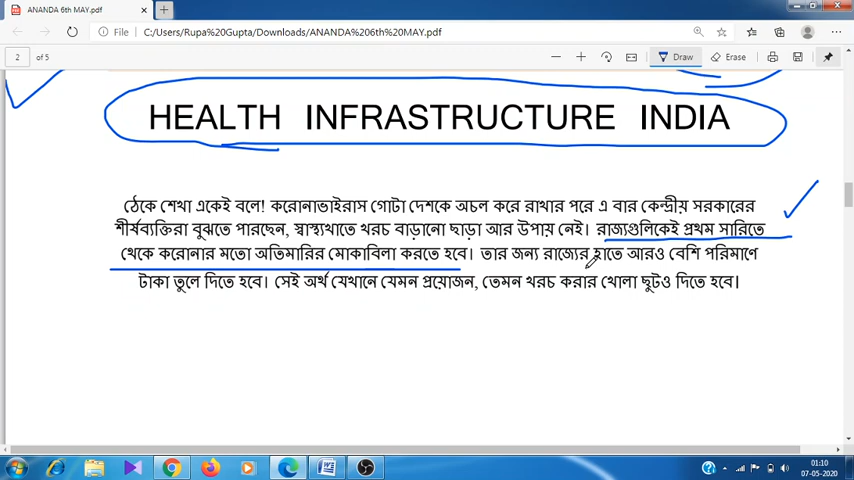 ANANDA 6th MAY.pdf
File
C:/Users/Rupa%20Gupta/Downloads/ANANDA%206th%20MAY.pdf
2 of 5
Draw
Erase
HEALTH INFRASTRUCTURE INDIA
ঠেকে শেখা একেই বলে! করোনাভাইরাস গোটা দেশকে অচল করে রাখার পরে এ বার কেন্দ্রীয় সরকারের
শীর্ষব্যক্তিরা বুঝতে পারছেন, স্বাস্থ্যখাতে খরচ বাড়ানো ছাড়া আর উপায় নেই। রাজ্যগুলিকেই প্রথম সারিতে
থেকে করোনার মতো অতিমারির মোকাবিলা করতে হবে। তার জন্য রাজ্যের হাতে আরও বেশি পরিমাণে
টাকা তুলে দিতে হবে। সেই অর্থ যেখানে যেমন প্রয়োজন, তেমন খরচ করার খোলা ছুটও দিতে হবে।
01:10
07-05-2020